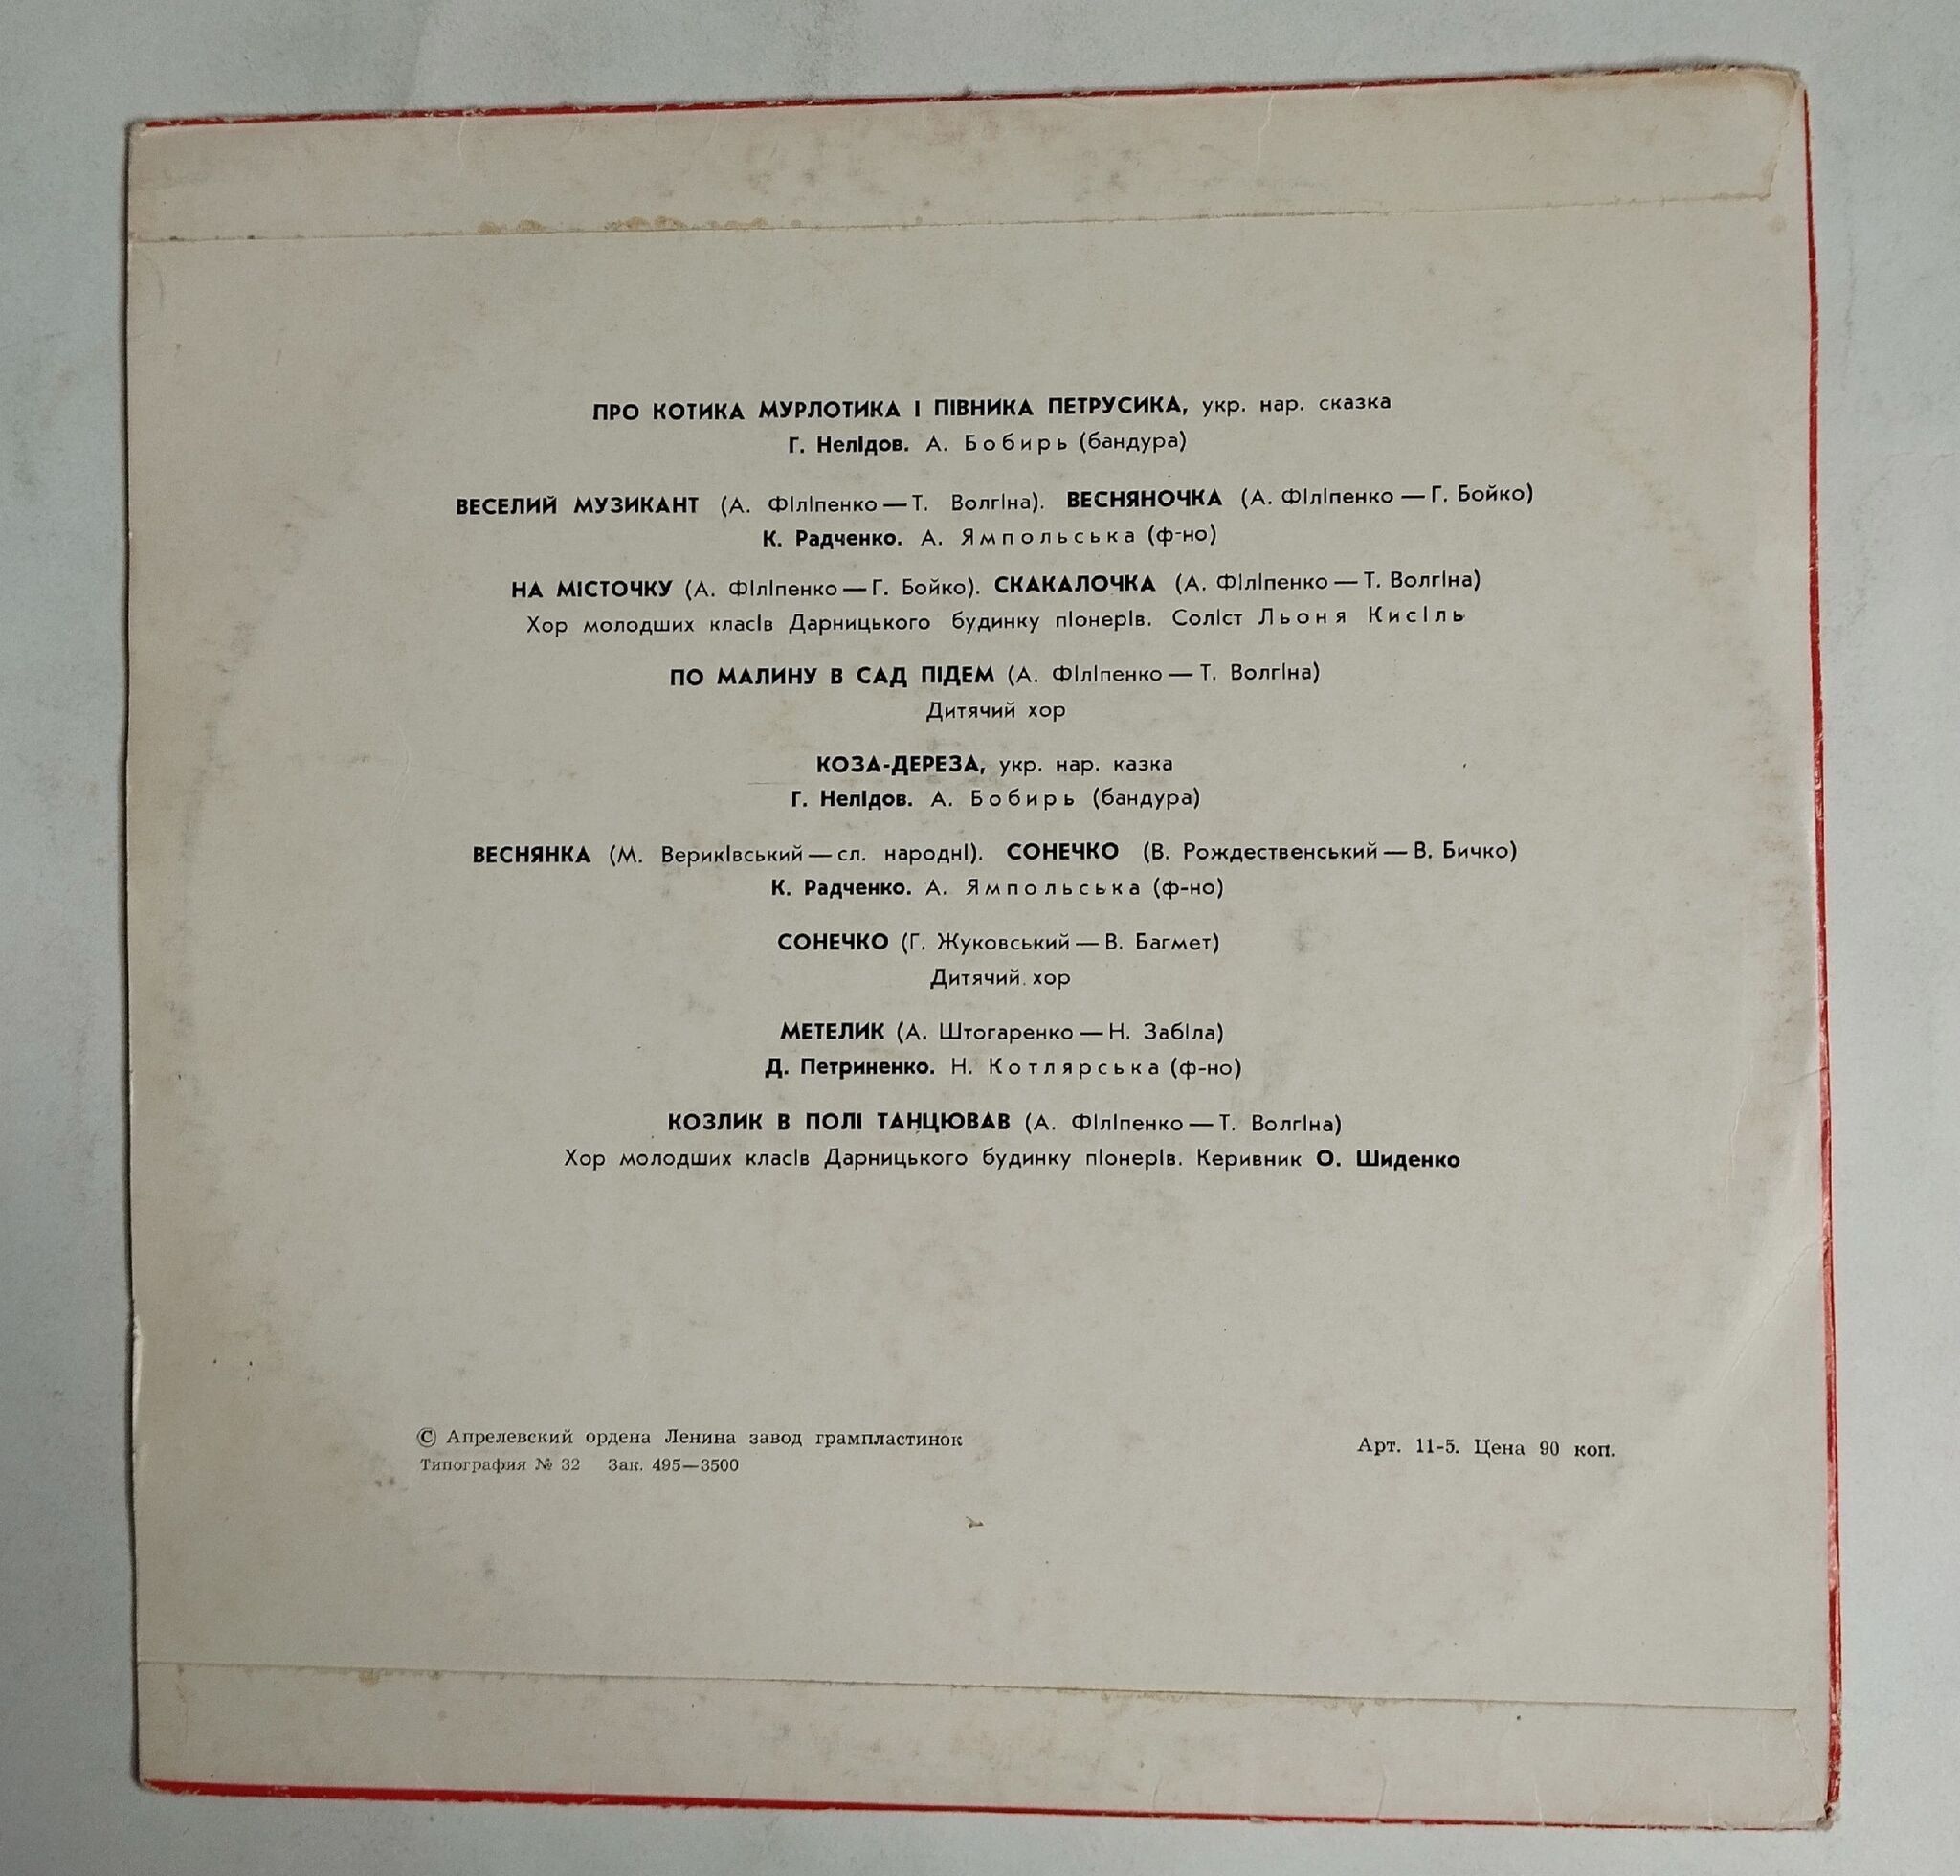 ПРО КОТИКА МУРЛОТИКА І ПІВНИКА ПЕТРУСИКА, укр. нар. сказка
Г. Нелідов. А. Бобирь (бандура)
ВЕСЕЛИЙ МУЗИКАНТ (А. Філіпенко — Т. Волгіна). ВЕСНЯНОЧКА (А. Філіпенко — Г. Бойко)
К. Радченко. А. Ямпольська (ф-но)
НА МІСТОЧКУ (А. Філіпенко — Г. Бойко). СКАКАЛОЧКА (А. Філіпенко — Т. Волгіна)
Хор молодших класів Дарницького будинку піонерів. Соліст Льоня Кисіль
ПО МАЛИНУ В САД ПІДЕМ (А. Філіпенко — Т. Волгіна)
Дитячий хор
КОЗА-ДЕРЕЗА, укр. нар. казка
Г. Нелідов. А. Бобирь (бандура)
ВЕСНЯНКА (М. Вериківський — сл. народні). СОНЕЧКО (В. Рождественський — В. Бичко)
К. Радченко. А. Ямпольська (ф-но)
СОНЕЧКО (Г. Жуковський — В. Багмет)
Дитячий хор
МЕТЕЛИК (А. Штогаренко — Н. Забіла)
Д. Петриненко. Н. Котлярська (ф-но)
КОЗЛИК В ПОЛІ ТАНЦЮВАВ (А. Філіпенко — Т. Волгіна)
Хор молодших класів Дарницького будинку піонерів. Керивник О. Шиденко
© Апрелевский ордена Ленина завод грампластинок
Типография № 32 Зак. 495—3500
Арт. 11-5. Цена 90 коп.